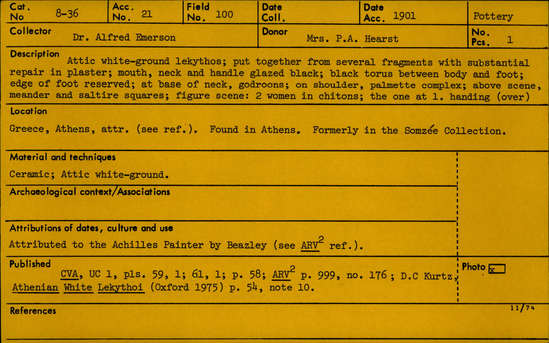 Cat. No 8-36 Acc. No. 21 Field No 100 Date Coll. Date Acc. 1901 Pottery
Collector Dr. Alfred Emerson Donor Mrs. P.A. Hearst No. Pcs. 1
Description Attic white-ground lekythos; put together from several fragments with substantial
repair in plaster; mouth, neck and handle glazed black; black torus between body and foot;
edge of foot reserved; at base of neck, godroons; on shoulder, palmette complex; above scene,
meander and saltire squares; figure scene: 2 women in chitons; the one at l. handing (over)
Location
Greece, Athens, attr. (see ref.). Found in Athens. Formerly in the Somzée Collection.
Material and techniques
Ceramic; Attic white-ground.
Archaeological context/Associations
Attributions of dates, culture and use
Attributed to the Achilles Painter by Beazley (see ARV² ref.).
Published CVA, UC 1, pls. 59, 1; 61, 1; p. 58; ARV² p. 999, no. 176; D.C Kurtz,
Athenian White Lekythoi (Oxford 1975) p. 54, note 10.
Photo x
References
11/74